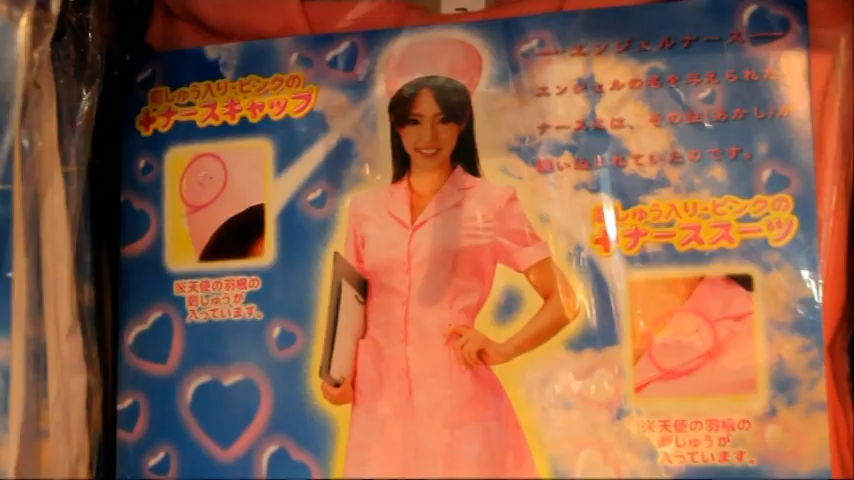 刺しゅう入り・ピンクの
+ナースキャップ
※天使の羽根の
刺しゅうが
入っています。
エンジェルナース
エンジェルの名を与えられた
ナースには、その証(あかし)が
縫い込まれていたのです。
刺しゅう入り・ピンクの
+ナーススーツ
※天使の羽根の
刺しゅうが
入っています。